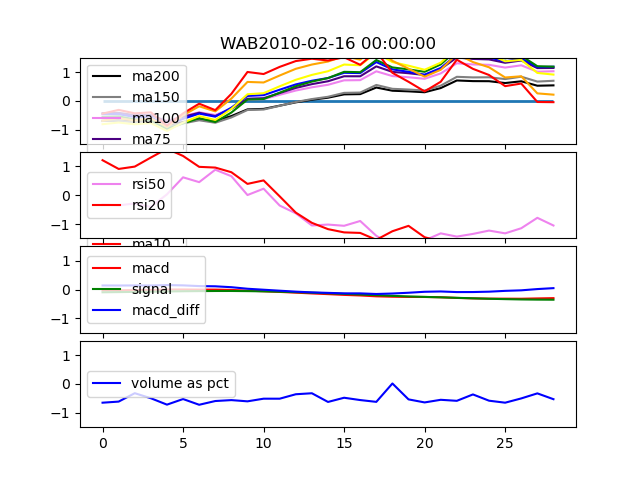 WAB2010-02-16 00:00:00
1
0
−1
ma200
ma150
ma100
ma75
1
0
−1
rsi50
rsi20
ma10
1
0
−1
macd
signal
macd_diff
1
0
−1
volume as pct
0 5 10 15 20 25